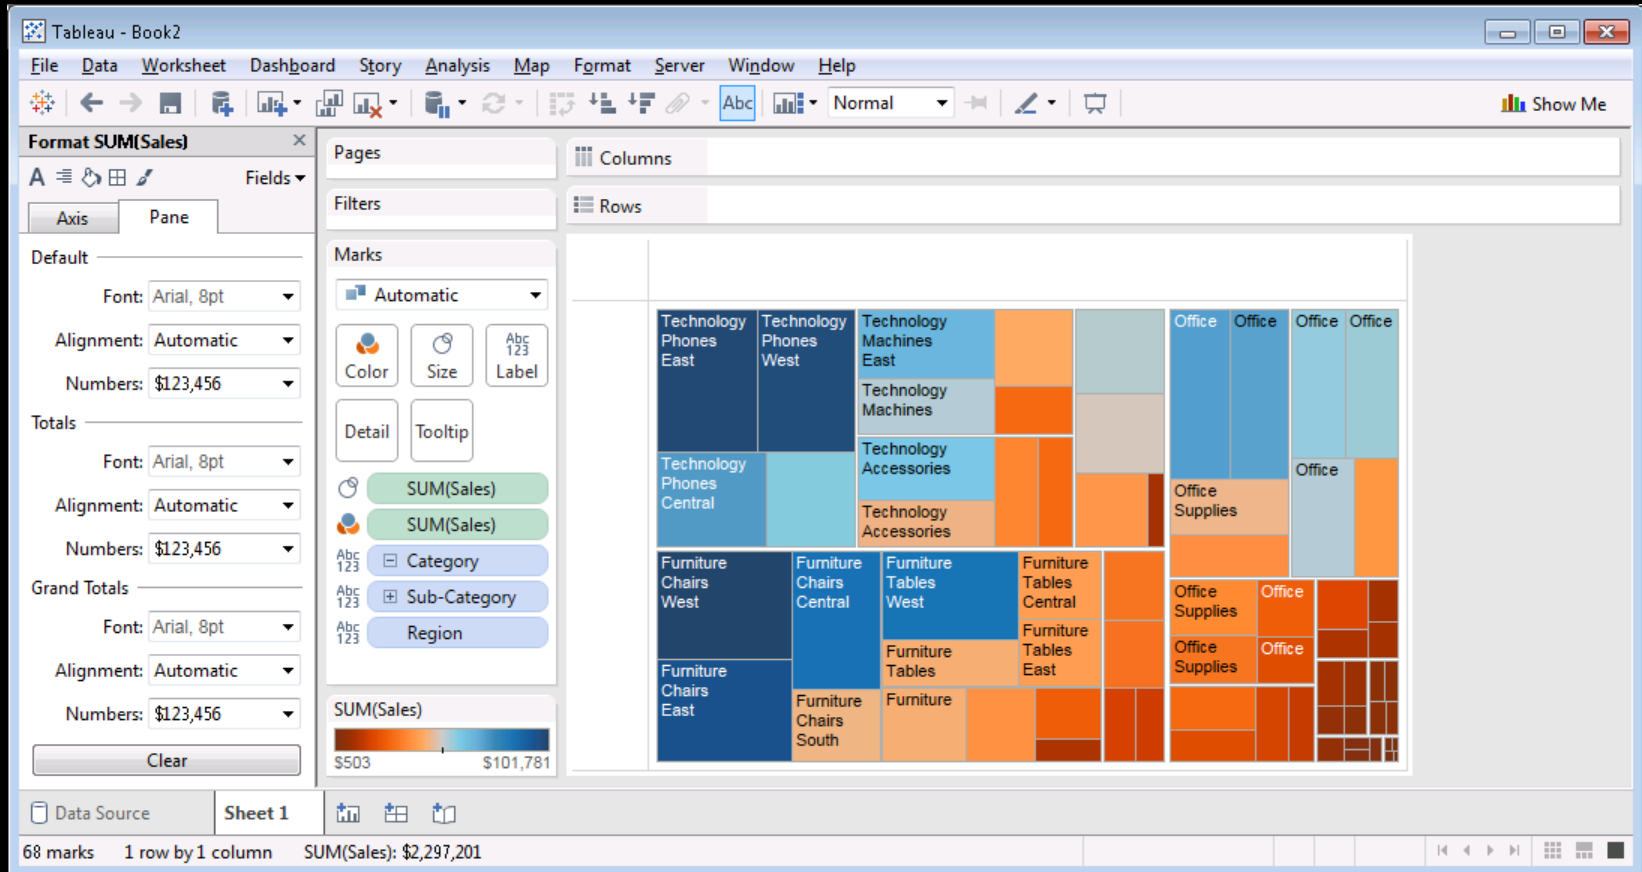 Tableau - Book2
File Data Worksheet Dashboard Story Analysis Map Format Server Window Help
Abc Normal Show Me
Format SUM(Sales)
Fields
Axis Pane
Default
Font: Arial, 8pt
Alignment: Automatic
Numbers: $123,456
Totals
Font: Arial, 8pt
Alignment: Automatic
Numbers: $123,456
Grand Totals
Font: Arial, 8pt
Alignment: Automatic
Numbers: $123,456
Clear
Pages
Filters
Marks
Automatic
Color Size Abc 123 Label
Detail Tooltip
SUM(Sales)
SUM(Sales)
Abc 123 Category
Abc 123 Sub-Category
Abc 123 Region
SUM(Sales)
$503 $101,781
Columns
Rows
Technology
Phones
East
Technology
Phones
West
Technology
Machines
East
Technology
Machines
Technology
Phones
Central
Technology
Accessories
Technology
Accessories
Furniture
Chairs
West
Furniture
Chairs
East
Furniture
Chairs
Central
Furniture
Chairs
South
Furniture
Tables
West
Furniture
Tables
Furniture
Furniture
Tables
Central
Furniture
Tables
East
Office
Office
Office
Office
Office
Supplies
Office
Office
Supplies
Office
Office
Supplies
Office
Data Source Sheet 1
68 marks 1 row by 1 column SUM(Sales): $2,297,201